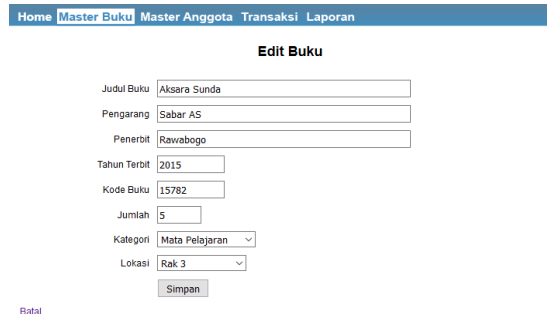 Home Master Buku Master Anggota Transaksi Laporan
Edit Buku
Judul Buku Aksara Sunda
Pengarang Sabar AS
Penerbit Rawabogo
Tahun Terbit 2015
Kode Buku 15782
Jumlah 5
Kategori Mata Pelajaran
Lokasi Rak 3
Simpan
Batal